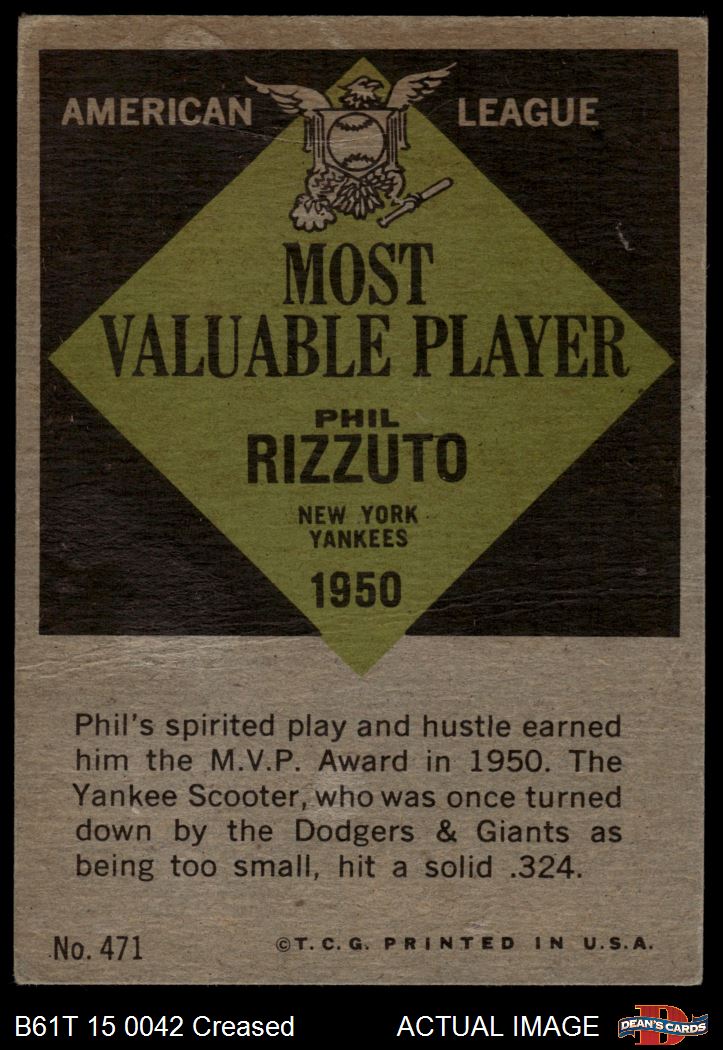 AMERICAN LEAGUE
MOST
VALUABLE PLAYER
PHIL
RIZZUTO
NEW YORK
YANKEES
1950
Phil's spirited play and hustle earned
him the M.V.P. Award in 1950. The
Yankee Scooter, who was once turned
down by the Dodgers & Giants as
being too small, hit a solid .324.
No. 471 ©T.C.G. PRINTED IN U.S.A.
B61T 15 0042 Creased ACTUAL IMAGE DEAN'S CARDS